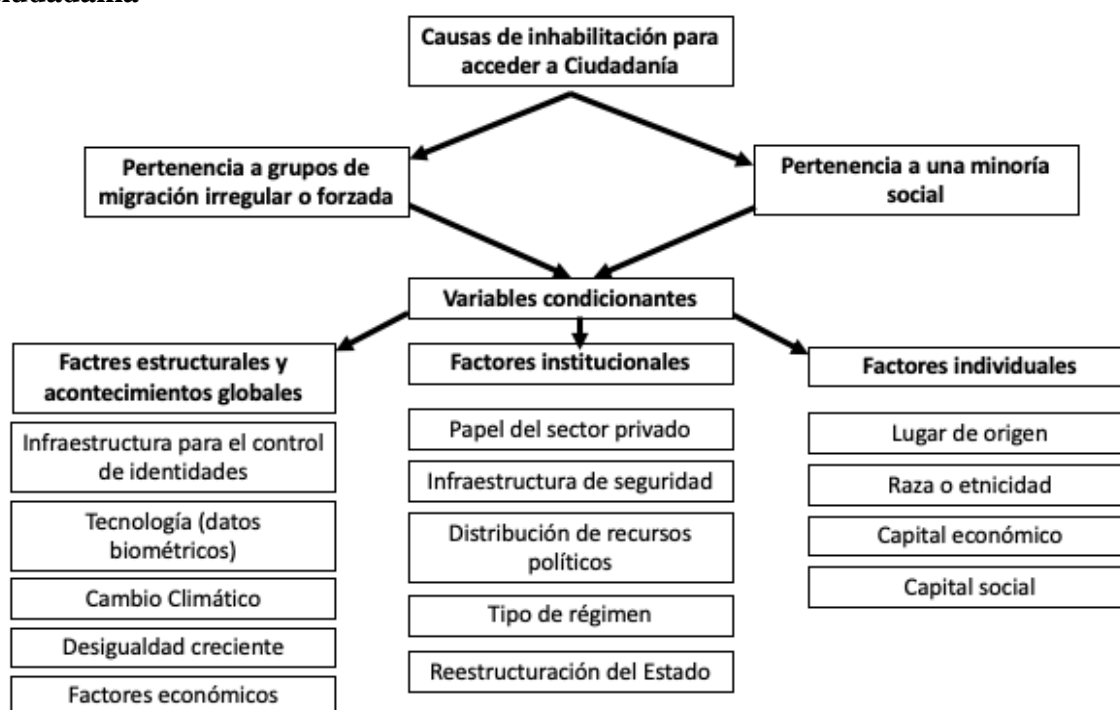 Causas de inhabilitación para
acceder a Ciudadanía
Pertenencia a grupos de
migración irregular o forzada
Pertenencia a una minoría
social
Variables condicionantes
Factres estructurales y
acontecimientos globales
Infraestructura para el control
de identidades
Tecnología (datos
biométricos)
Cambio Climático
Desigualdad creciente
Factores económicos
Factores institucionales
Papel del sector privado
Infraestructura de seguridad
Distribución de recursos
políticos
Tipo de régimen
Reestructuración del Estado
Factores individuales
Lugar de origen
Raza o etnicidad
Capital económico
Capital social